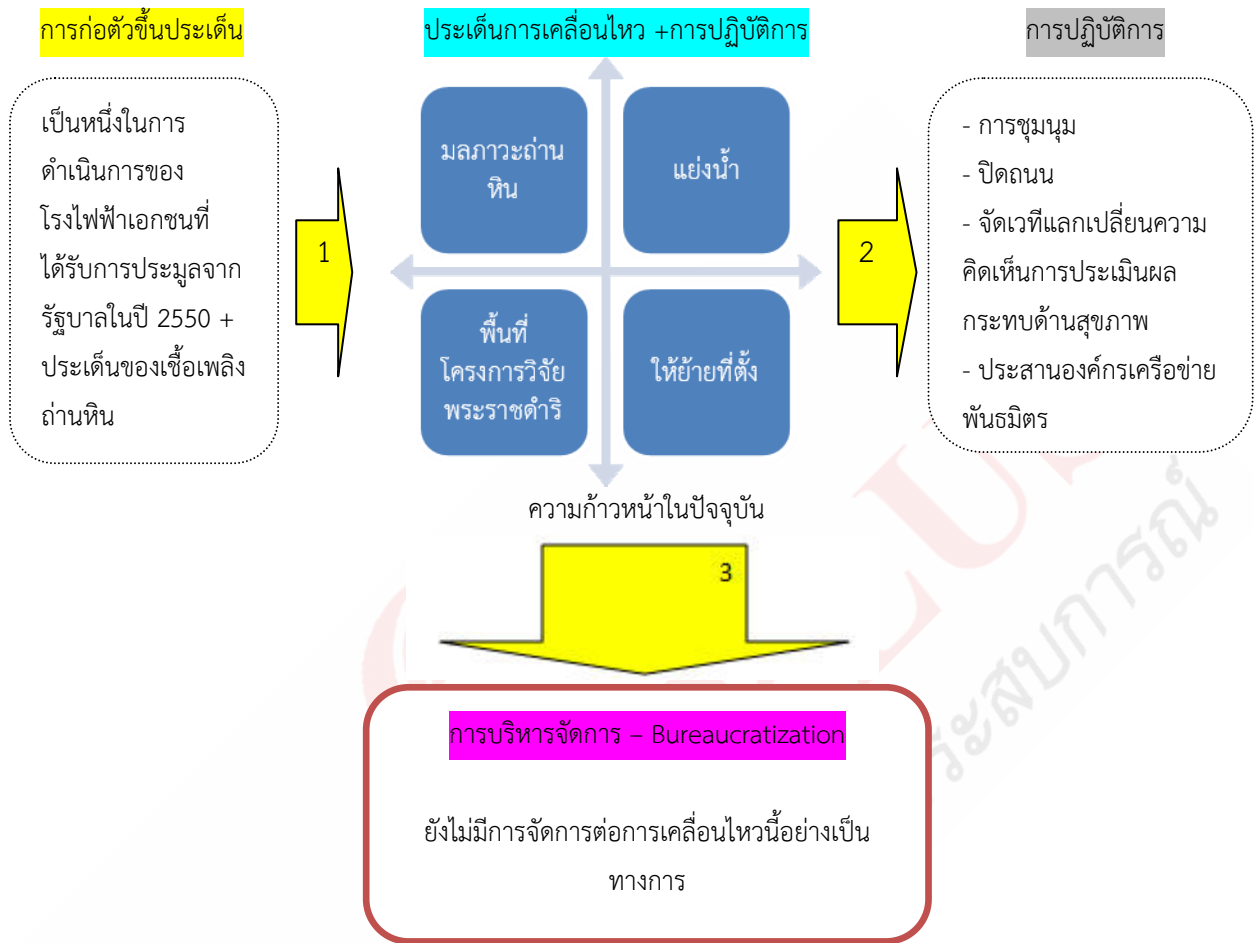 การก่อตัวขึ้นประเด็น
ประเด็นการเคลื่อนไหว +การปฏิบัติการ
การปฏิบัติการ
เป็นหนึ่งในการ
ดำเนินการของ
โรงไฟฟ้าเอกชนที่
ได้รับการประมูลจาก
รัฐบาลในปี 2550 +
ประเด็นของเชื้อเพลิง
ถ่านหิน
1
มลภาวะถ่าน
หิน
แย่งน้ำ
พื้นที่
โครงการวิจัย
พระราชดำริ
ให้ย้ายที่ตั้ง
2
- การชุมนุม
- ปิดถนน
- จัดเวทีแลกเปลี่ยนความ
คิดเห็นการประเมินผล
กระทบด้านสุขภาพ
- ประสานองค์กรเครือข่าย
พันธมิตร
ความก้าวหน้าในปัจจุบัน
3
การบริหารจัดการ – Bureaucratization
ยังไม่มีการจัดการต่อการเคลื่อนไหวนี้อย่างเป็น
ทางการ